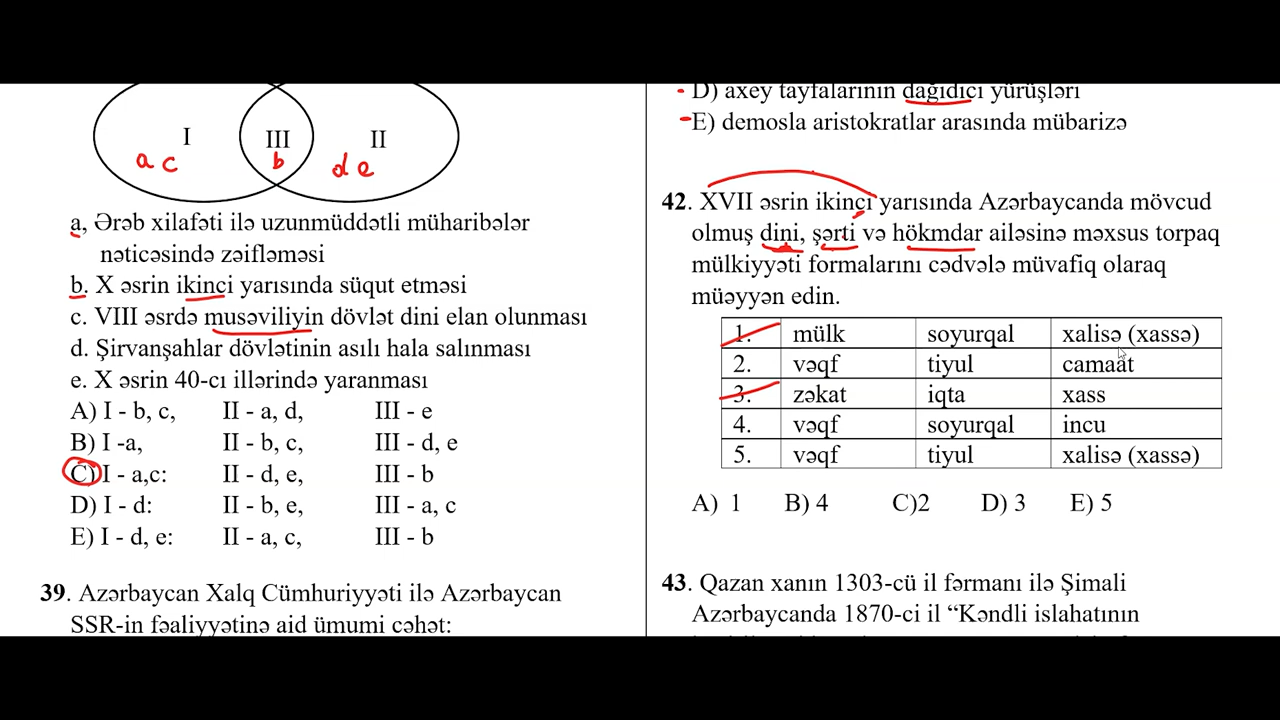 I
III
II
a c
b
d e
a, Ərəb xilafəti ilə uzunmüddətli müharibələr
nəticəsində zəifləməsi
b. X əsrin ikinci yarısında süqut etməsi
c. VIII əsrdə musəviliyin dövlət dini elan olunması
d. Şirvanşahlar dövlətinin asılı hala salınması
e. X əsrin 40-cı illərində yaranması
A) I - b, c, II - a, d, III - e
B) I -a, II - b, c, III - d, e
C) I - a,c: II - d, e, III - b
D) I - d: II - b, e, III - a, c
E) I - d, e: II - a, c, III - b
39. Azərbaycan Xalq Cümhuriyyəti ilə Azərbaycan
SSR-in fəaliyyətinə aid ümumi cəhət:
D) axey tayfalarının dağıdıcı yürüşləri
E) demosla aristokratlar arasında mübarizə
42. XVII əsrin ikinci yarısında Azərbaycanda mövcud
olmuş dini, şərti və hökmdar ailəsinə məxsus torpaq
mülkiyyəti formalarını cədvələ müvafiq olaraq
müəyyən edin.
1. mülk soyurqal xalisə (xassə)
2. vəqf tiyul camaat
3. zəkat iqta xass
4. vəqf soyurqal incu
5. vəqf tiyul xalisə (xassə)
A) 1 B) 4 C)2 D) 3 E) 5
43. Qazan xanın 1303-cü il fərmanı ilə Şimali
Azərbaycanda 1870-ci il “Kəndli islahatının